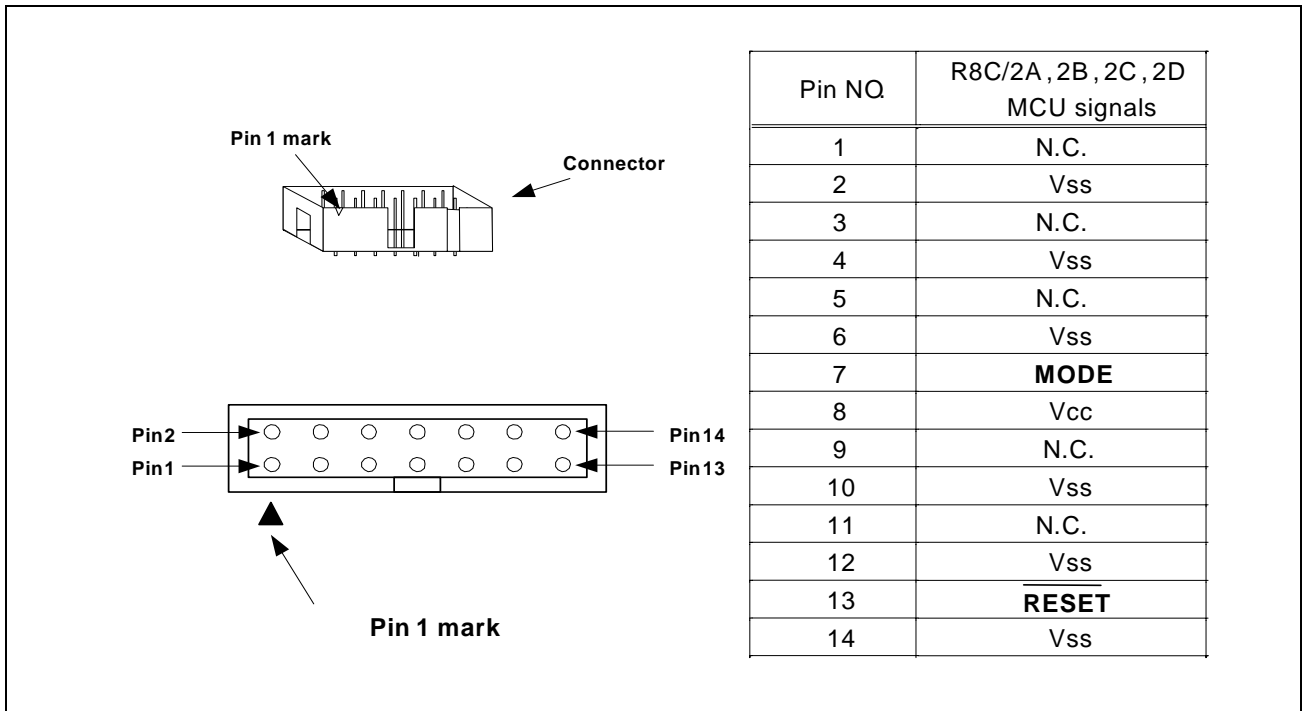 Pin 1 mark
Connector
Pin2
Pin1
Pin14
Pin13
Pin 1 mark
Pin NO. R8C/2A , 2B , 2C , 2D
MCU signals
1 N.C.
2 Vss
3 N.C.
4 Vss
5 N.C.
6 Vss
7 MODE
8 Vcc
9 N.C.
10 Vss
11 N.C.
12 Vss
13 RESET
14 Vss